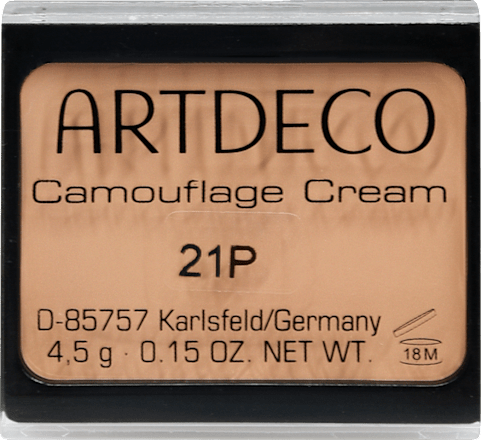 ARTDECO
Camouflage Cream
21P
D-85757 Karlsfeld/Germany
4,5 g · 0.15 OZ. NET WT.
18M